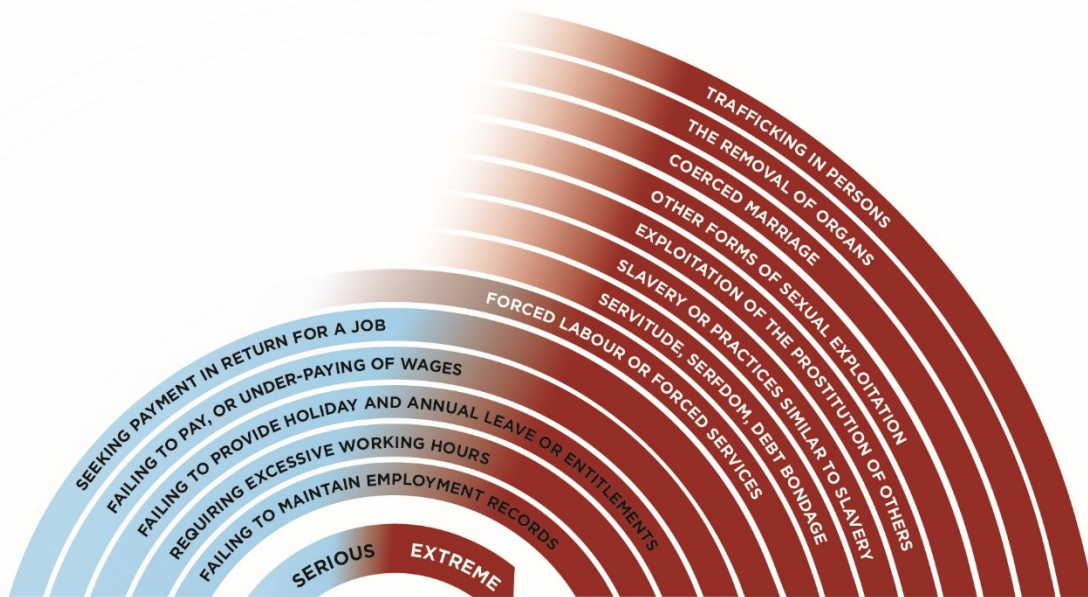 TRAFFICKING IN PERSONS
THE REMOVAL OF ORGANS
COERCED MARRIAGE
OTHER FORMS OF SEXUAL EXPLOITATION
EXPLOITATION OF THE PROSTITUTION OF OTHERS
SLAVERY OR PRACTICES SIMILAR TO SLAVERY
SERVITUDE, SERFDOM, DEBT BONDAGE
FORCED LABOUR OR FORCED SERVICES
SEEKING PAYMENT IN RETURN FOR A JOB
FAILING TO PAY, OR UNDER-PAYING OF WAGES
FAILING TO PROVIDE HOLIDAY AND ANNUAL LEAVE OR ENTITLEMENTS
REQUIRING EXCESSIVE WORKING HOURS
FAILING TO MAINTAIN EMPLOYMENT RECORDS
SERIOUS EXTREME